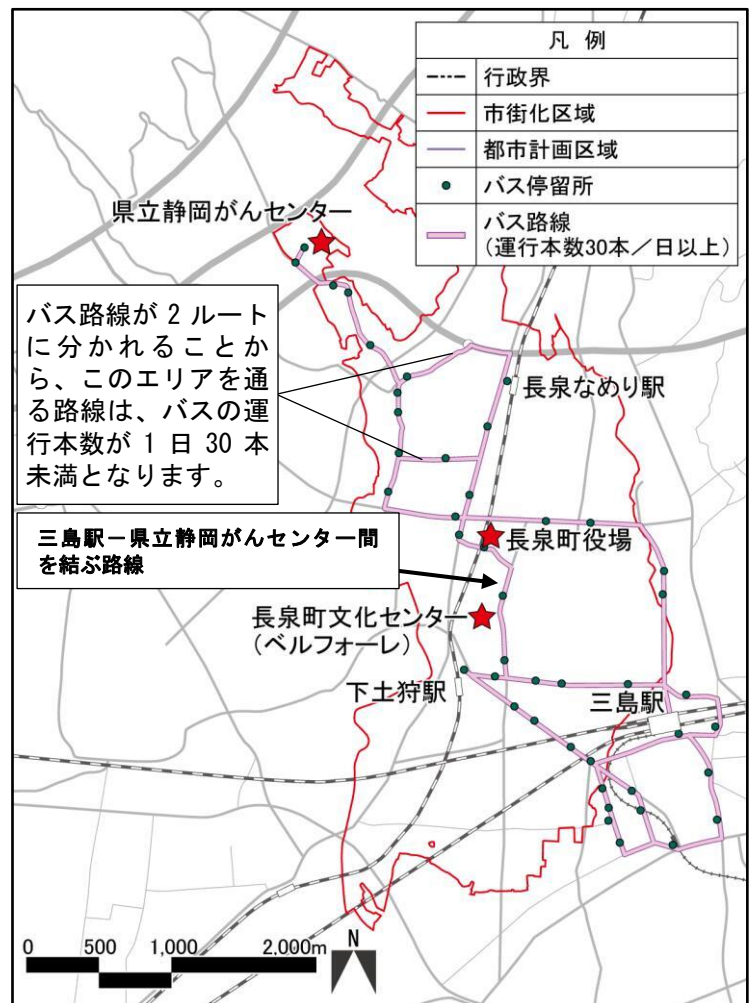 凡 例
行政界
市街化区域
都市計画区域
バス停留所
バス路線
(運行本数30本／日以上)
県立静岡がんセンター
バス路線が 2 ルート
に分かれることか
ら、このエリアを通
る路線は、バスの運
行本数が 1 日 30 本
未満となります。
長泉なめり駅
三島駅－県立静岡がんセンター間
を結ぶ路線
長泉町役場
長泉町文化センター
(ベルフォーレ)
下土狩駅
三島駅
0 500 1,000 2,000m
N